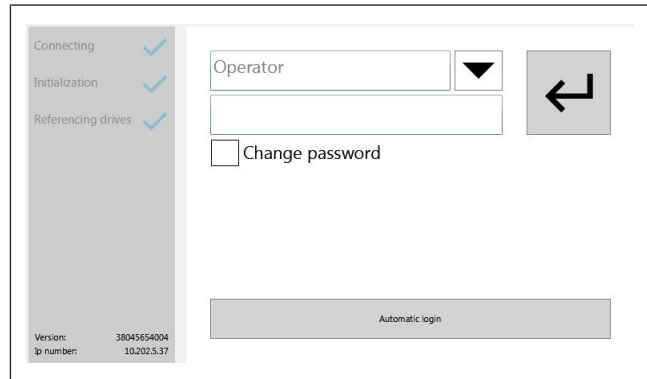 Connecting
Initialization
Referencing drives
Operator
Change password
Automatic login
Version: 38045654004
Ip number: 10.202.5.37